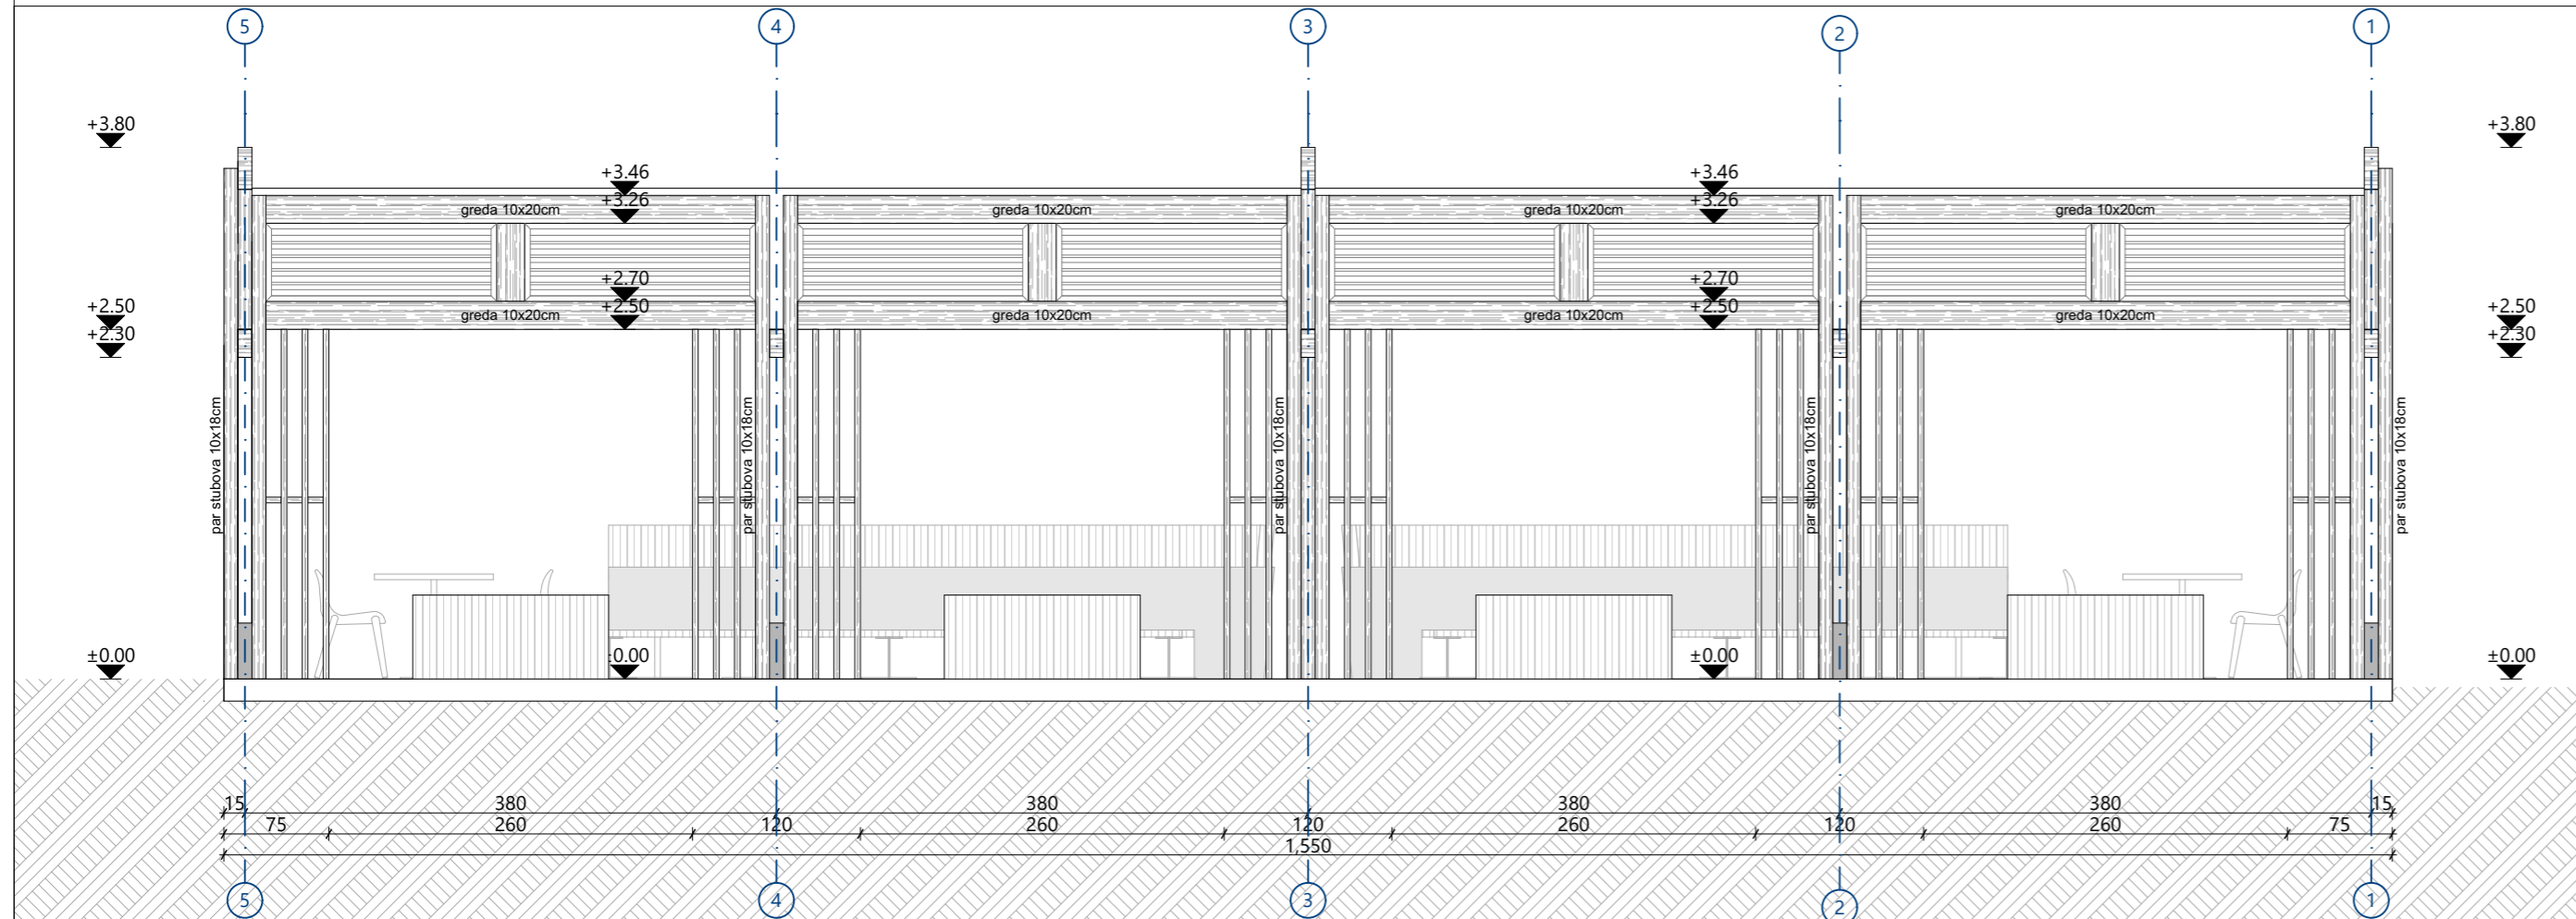 5 4 3 2 1
+3.80 +3.80
+3.46 +3.46
+3.26 +3.26
greda 10x20cm greda 10x20cm greda 10x20cm greda 10x20cm
+2.70 +2.70
+2.50 +2.50 +2.50 +2.50
greda 10x20cm greda 10x20cm greda 10x20cm greda 10x20cm
+2.30 +2.30
par stubova 10x18cm
par stubova 10x18cm
par stubova 10x18cm
par stubova 10x18cm
par stubova 10x18cm
±0.00 ±0.00 ±0.00 ±0.00
15 380 380 380 380 15
75 260 120 260 120 260 120 260 75
1,550
5 4 3 2 1